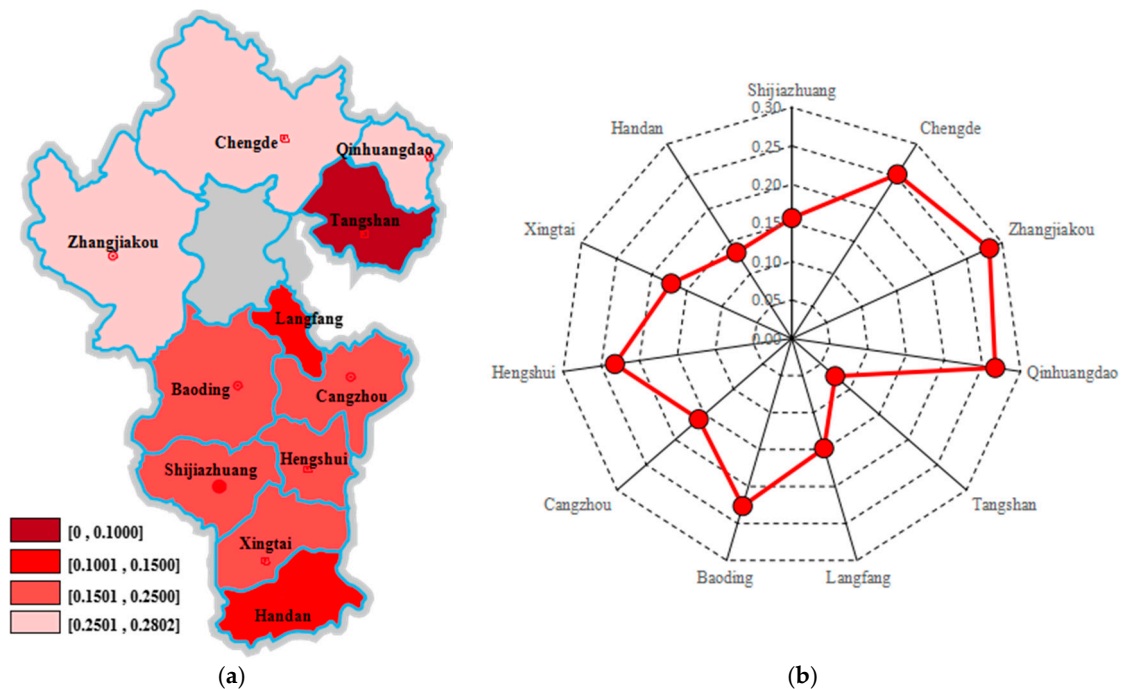 Chengde
Qinhuangdao
Tangshan
Zhangjiakou
Langfang
Baoding
Cangzhou
Shijiazhuang
Hengshui
Xingtai
Handan
[0 , 0.1000]
[0.1001 , 0.1500]
[0.1501 , 0.2500]
[0.2501 , 0.2802]
(a)
Shijiazhuang
0.30
Handan
Chengde
0.25
0.20
Xingtai
0.15
Zhangjiakou
0.10
0.05
0.00
Hengshui
Qinhuangdao
Cangzhou
Tangshan
Baoding
Langfang
(b)